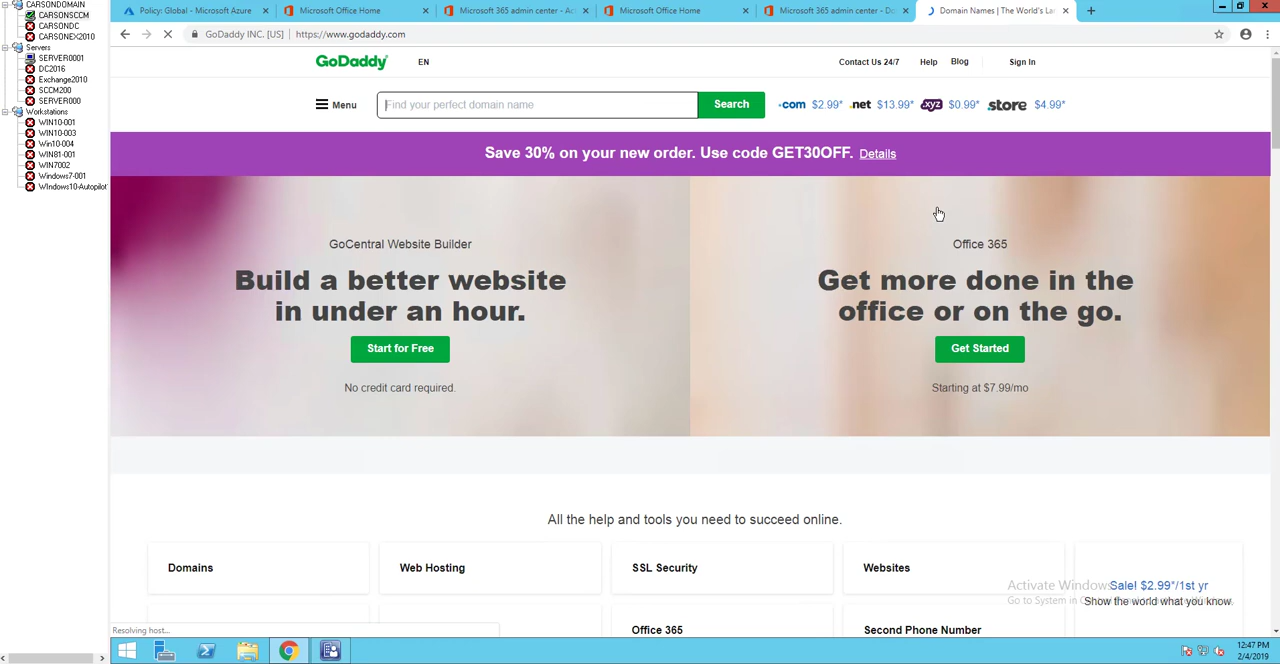 CARSONDOMAIN
CARSONSCCM
CARSONDC
CARSONEX2010
Servers
SERVER0001
DC2016
Exchange2010
SCCM200
SERVER000
Workstations
WIN10-001
WIN10-003
Win10-004
WIN81-001
WIN7002
Windows7-001
WIndows10-Autopilot
Policy: Global - Microsoft Azure
Microsoft Office Home
Microsoft 365 admin center - Ac
Microsoft Office Home
Microsoft 365 admin center - Do
Domain Names | The World's La
GoDaddy INC. [US] | https://www.godaddy.com
GoDaddy EN Contact Us 24/7 Help Blog Sign In
Menu Find your perfect domain name Search .com $2.99* .net $13.99* .xyz $0.99* .store $4.99*
Save 30% on your new order. Use code GET30OFF. Details
GoCentral Website Builder
Build a better website
in under an hour.
Start for Free
No credit card required.
Office 365
Get more done in the
office or on the go.
Get Started
Starting at $7.99/mo
All the help and tools you need to succeed online.
Domains
Web Hosting
SSL Security
Websites
Sale! $2.99*/1st yr
Show the world what you know.
Activate Windows
Go to System in
Office 365
Second Phone Number
Resolving host...
12:47 PM
2/4/2019